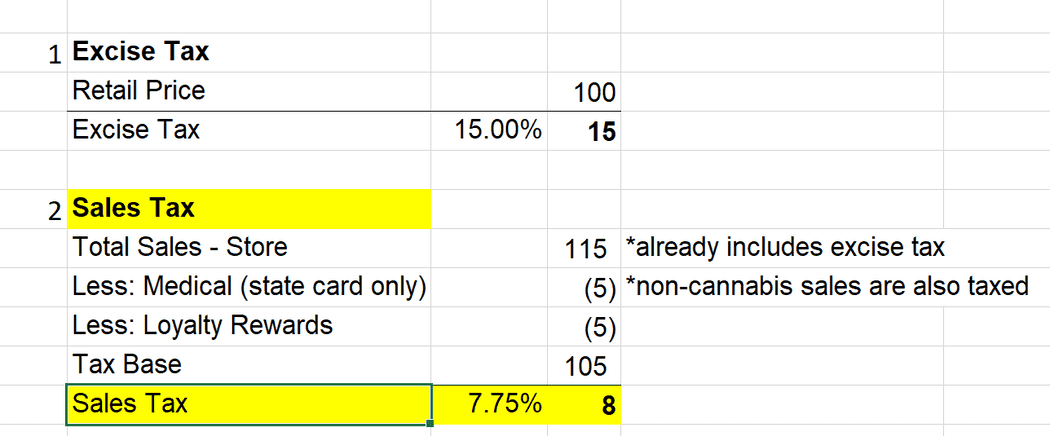 1 Excise Tax
Retail Price 100
Excise Tax 15.00% 15
2 Sales Tax
Total Sales - Store 115 *already includes excise tax
Less: Medical (state card only) (5) *non-cannabis sales are also taxed
Less: Loyalty Rewards (5)
Tax Base 105
Sales Tax 7.75% 8